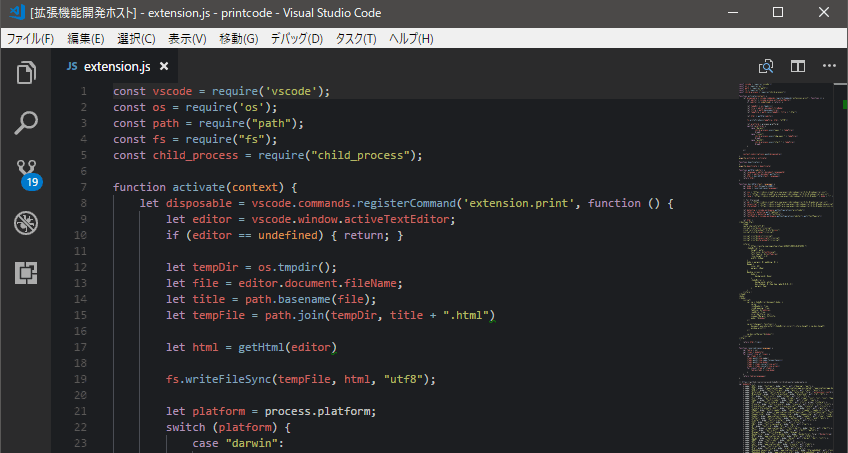 [拡張機能開発ホスト] - extension.js - printcode - Visual Studio Code
ファイル(F) 編集(E) 選択(C) 表示(V) 移動(G) デバッグ(D) タスク(T) ヘルプ(H)
JS extension.js ×
1 const vscode = require('vscode');
2 const os = require('os');
3 const path = require("path");
4 const fs = require("fs");
5 const child_process = require("child_process");
6
7 function activate(context) {
8 let disposable = vscode.commands.registerCommand('extension.print', function () {
9 let editor = vscode.window.activeTextEditor;
10 if (editor == undefined) { return; }
11
12 let tempDir = os.tmpdir();
13 let file = editor.document.fileName;
14 let title = path.basename(file);
15 let tempFile = path.join(tempDir, title + ".html")
16
17 let html = getHtml(editor)
18
19 fs.writeFileSync(tempFile, html, "utf8");
20
21 let platform = process.platform;
22 switch (platform) {
23 case "darwin":
19